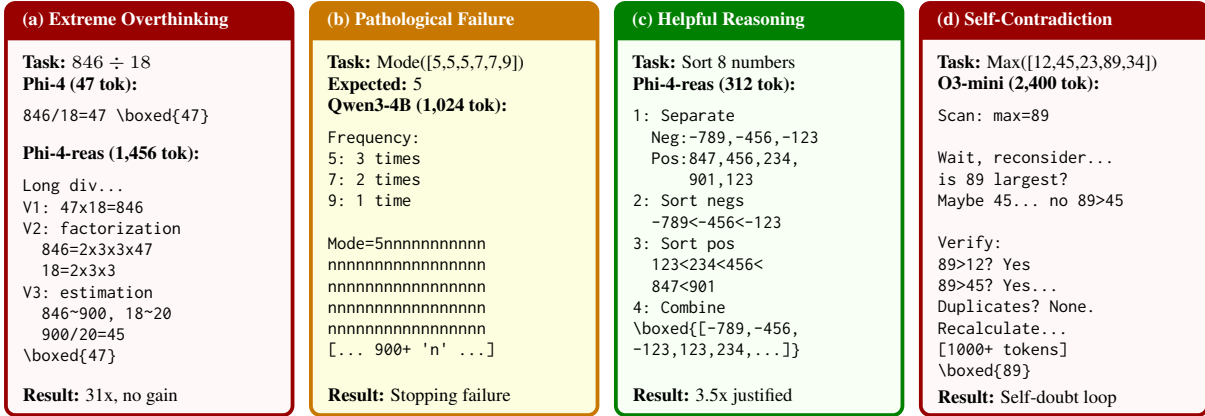 (a) Extreme Overthinking
Task: 846 ÷ 18
Phi-4 (47 tok):
846/18=47 \boxed{47}
Phi-4-reas (1,456 tok):
Long div...
V1: 47x18=846
V2: factorization
846=2x3x3x47
18=2x3x3
V3: estimation
846~900, 18~20
900/20=45
\boxed{47}
Result: 31x, no gain
(b) Pathological Failure
Task: Mode([5,5,5,7,7,9])
Expected: 5
Qwen3-4B (1,024 tok):
Frequency:
5: 3 times
7: 2 times
9: 1 time
Mode=5nnnnnnnnnnn
nnnnnnnnnnnnnnnnn
nnnnnnnnnnnnnnnnn
nnnnnnnnnnnnnnnnn
nnnnnnnnnnnnnnnnn
[... 900+ 'n' ...]
Result: Stopping failure
(c) Helpful Reasoning
Task: Sort 8 numbers
Phi-4-reas (312 tok):
1: Separate
Neg:-789,-456,-123
Pos:847,456,234,
901,123
2: Sort negs
-789<-456<-123
3: Sort pos
123<234<456<
847<901
4: Combine
\boxed{[-789,-456,
-123,123,234,...]}
Result: 3.5x justified
(d) Self-Contradiction
Task: Max([12,45,23,89,34])
O3-mini (2,400 tok):
Scan: max=89
Wait, reconsider...
is 89 largest?
Maybe 45... no 89>45
Verify:
89>12? Yes
89>45? Yes...
Duplicates? None.
Recalculate...
[1000+ tokens]
\boxed{89}
Result: Self-doubt loop